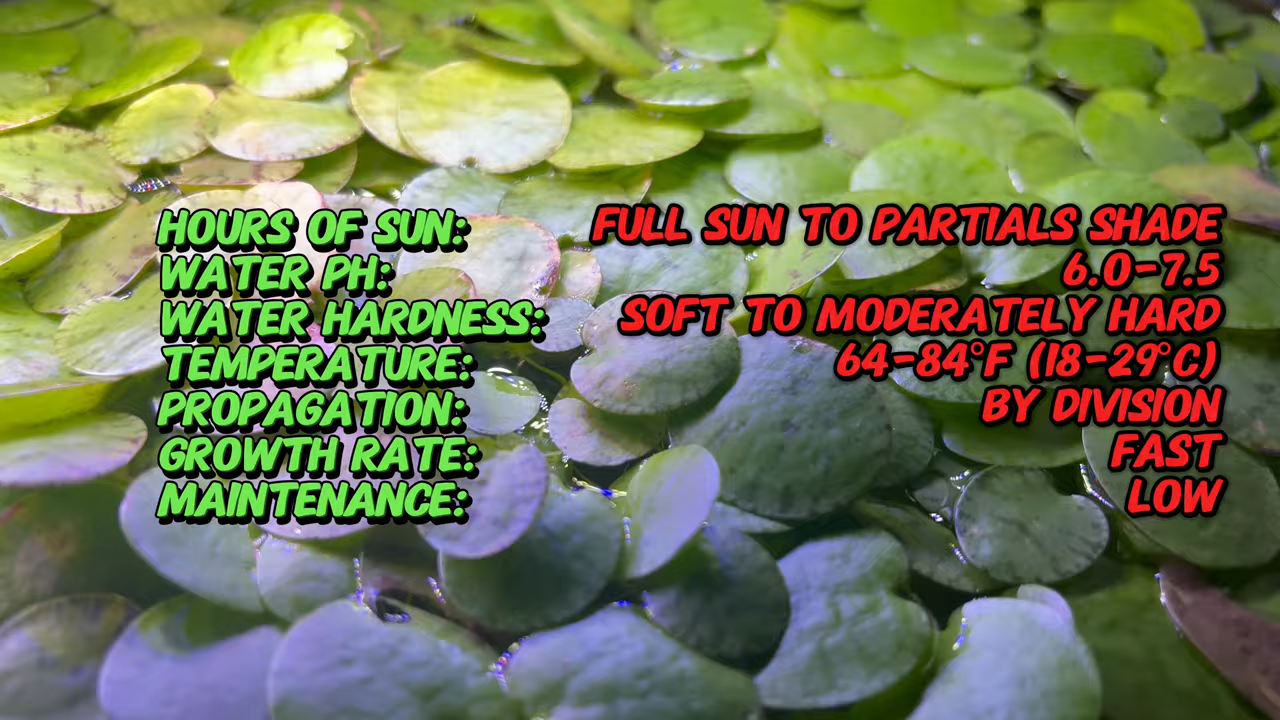 HOURS OF SUN: FULL SUN TO PARTIALS SHADE
WATER PH: 6.0-7.5
WATER HARDNESS: SOFT TO MODERATELY HARD
TEMPERATURE: 64-84°F (18-29°C)
PROPAGATION: BY DIVISION
GROWTH RATE: FAST
MAINTENANCE: LOW